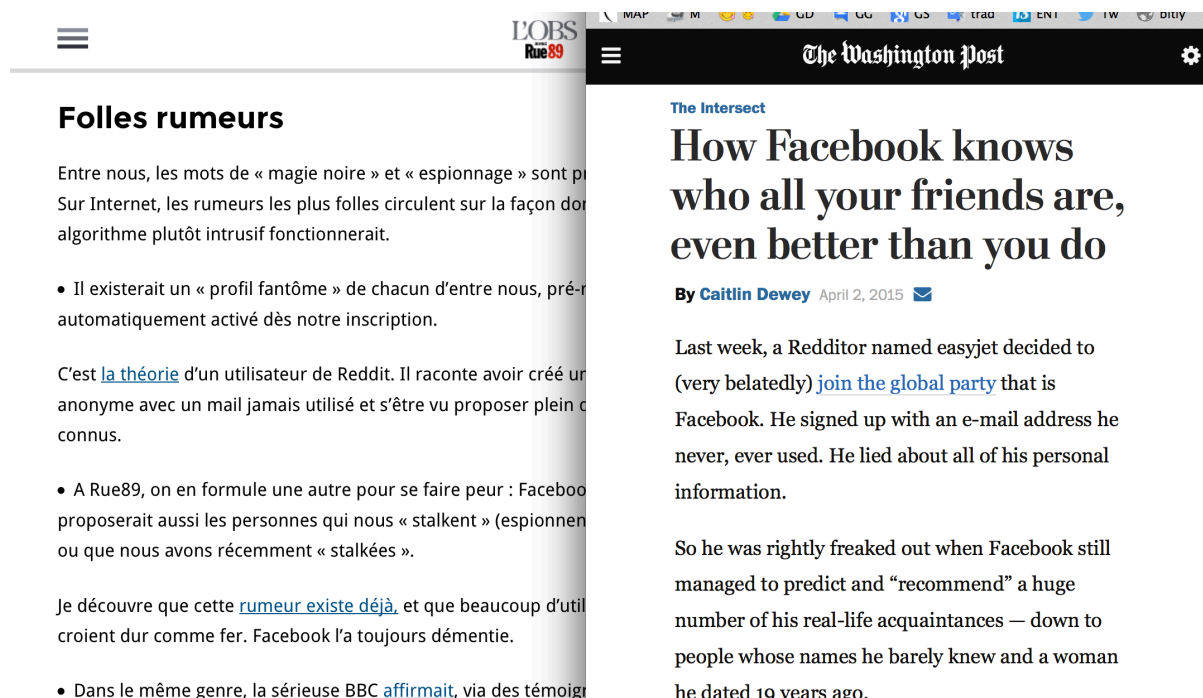 L'OBS
Rue89
Folles rumeurs
Entre nous, les mots de « magie noire » et « espionnage » sont
Sur Internet, les rumeurs les plus folles circulent sur la façon
algorithme plutôt intrusif fonctionnerait.
• Il existerait un « profil fantôme » de chacun d'entre nous,
automatiquement activé dès notre inscription.
C'est la théorie d'un utilisateur de Reddit. Il raconte avoir créé
anonyme avec un mail jamais utilisé et s'être vu proposer plein
connus.
• A Rue89, on en formule une autre pour se faire peur :
proposerait aussi les personnes qui nous « stalkent »
ou que nous avons récemment « stalkées ».
Je découvre que cette rumeur existe déjà, et que beaucoup
croient dur comme fer. Facebook l'a toujours démentie.
• Dans le même genre, la sérieuse BBC affirmait, via des
MAP M GD GG GS trad ENT TW bitly
The Washington Post
The Intersect
How Facebook knows
who all your friends are,
even better than you do
By Caitlin Dewey April 2, 2015
Last week, a Redditor named easyjet decided to
(very belatedly) join the global party that is
Facebook. He signed up with an e-mail address he
never, ever used. He lied about all of his personal
information.
So he was rightly freaked out when Facebook still
managed to predict and “recommend” a huge
number of his real-life acquaintances — down to
people whose names he barely knew and a woman
he dated 19 years ago.